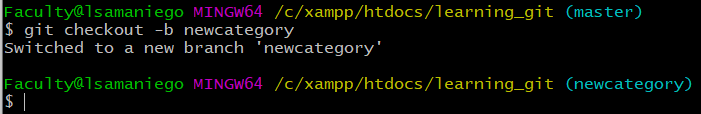 Faculty@lsamaniego MINGW64 /c/xampp/htdocs/learning_git (master)
$ git checkout -b newcategory
Switched to a new branch 'newcategory'
Faculty@lsamaniego MINGW64 /c/xampp/htdocs/learning_git (newcategory)
$